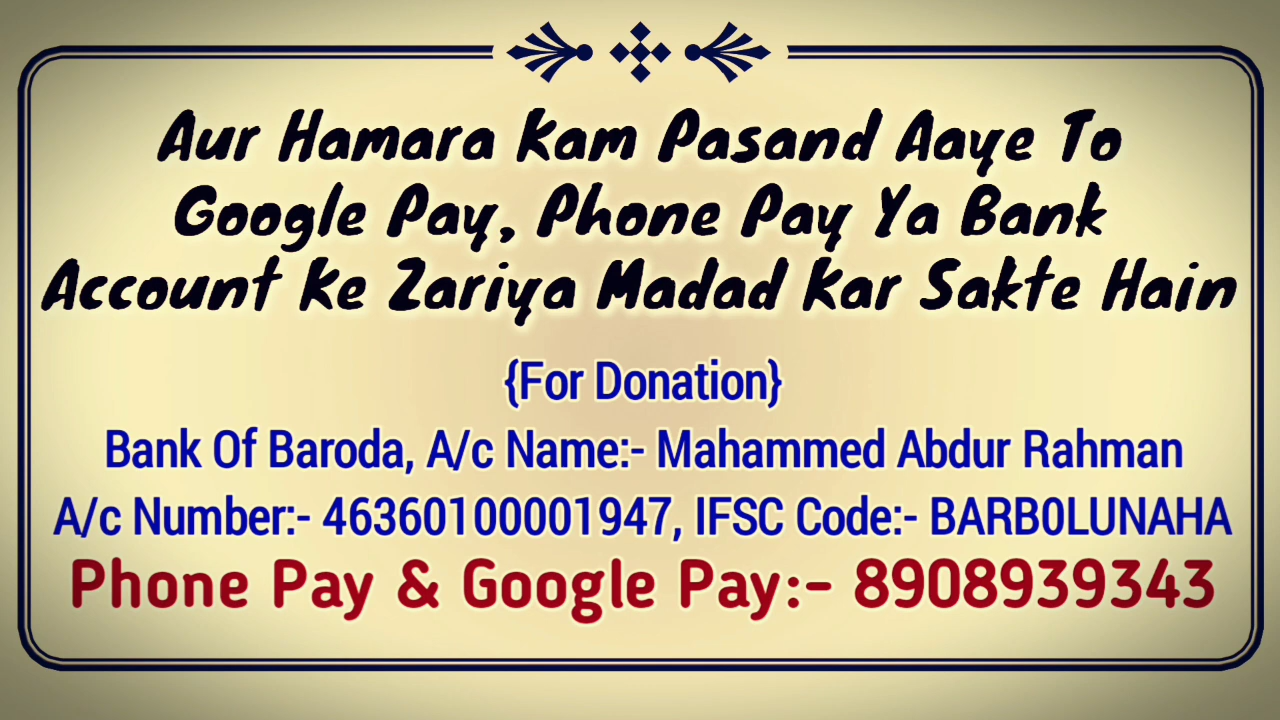 Aur Hamara Kam Pasand Aaye To
Google Pay, Phone Pay Ya Bank
Account Ke Zariya Madad Kar Sakte Hain
{For Donation}
Bank Of Baroda, A/c Name:- Mahammed Abdur Rahman
A/c Number:- 46360100001947, IFSC Code:- BARB0LUNAHA
Phone Pay & Google Pay:- 8908939343